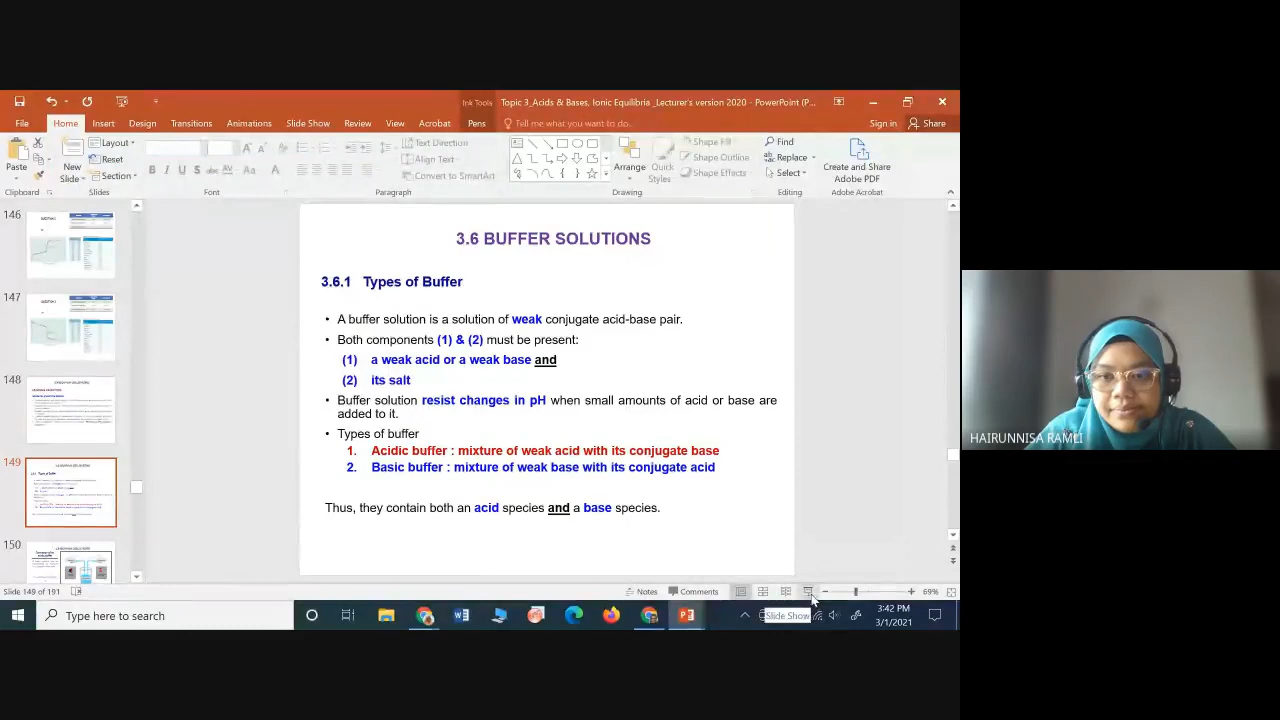 Ink Tools
Topic 3_Acids & Bases, Ionic Equilibria _Lecturer's version 2020 - PowerPoint (P...
File Home Insert Design Transitions Animations Slide Show Review View Acrobat Pens Tell me what you want to do. Sign in Share
Paste
New
Slide
Layout
Reset
Section
Text Direction
Align Text
Convert to SmartArt
Arrange
Quick
Styles
Shape Fill
Shape Outline
Shape Effects
Find
Replace
Select
Create and Share
Adobe PDF
Clipboard Slides Font Paragraph Drawing Editing Adobe Acrobat
146
147
148
149
150
3.6 BUFFER SOLUTIONS
3.6.1 Types of Buffer
• A buffer solution is a solution of weak conjugate acid-base pair.
• Both components (1) & (2) must be present:
(1) a weak acid or a weak base and
(2) its salt
• Buffer solution resist changes in pH when small amounts of acid or base are
added to it.
• Types of buffer
1. Acidic buffer : mixture of weak acid with its conjugate base
2. Basic buffer : mixture of weak base with its conjugate acid
Thus, they contain both an acid species and a base species.
HAIRUNNISA RAMLI
Slide 149 of 191 Notes Comments 69%
Type here to search
Slide Show
3:42 PM
3/1/2021